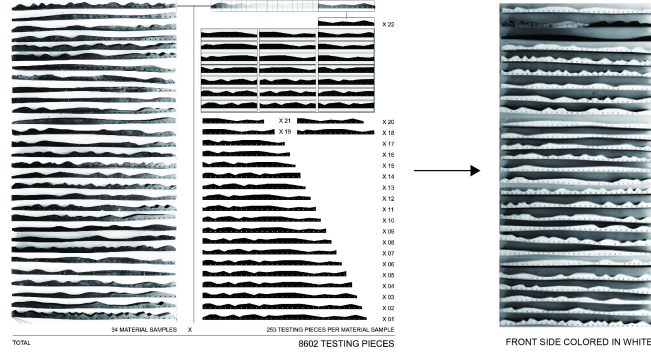 X 22
X 21 X 20
X 19 X 18
X 17
X 16
X 15
X 14
X 13
X 12
X 11
X 10
X 09
X 08
X 07
X 06
X 05
X 04
X 03
X 02
X 01
34 MATERIAL SAMPLES X 253 TESTING PIECES PER MATERIAL SAMPLE
TOTAL 8602 TESTING PIECES
FRONT SIDE COLORED IN WHITE